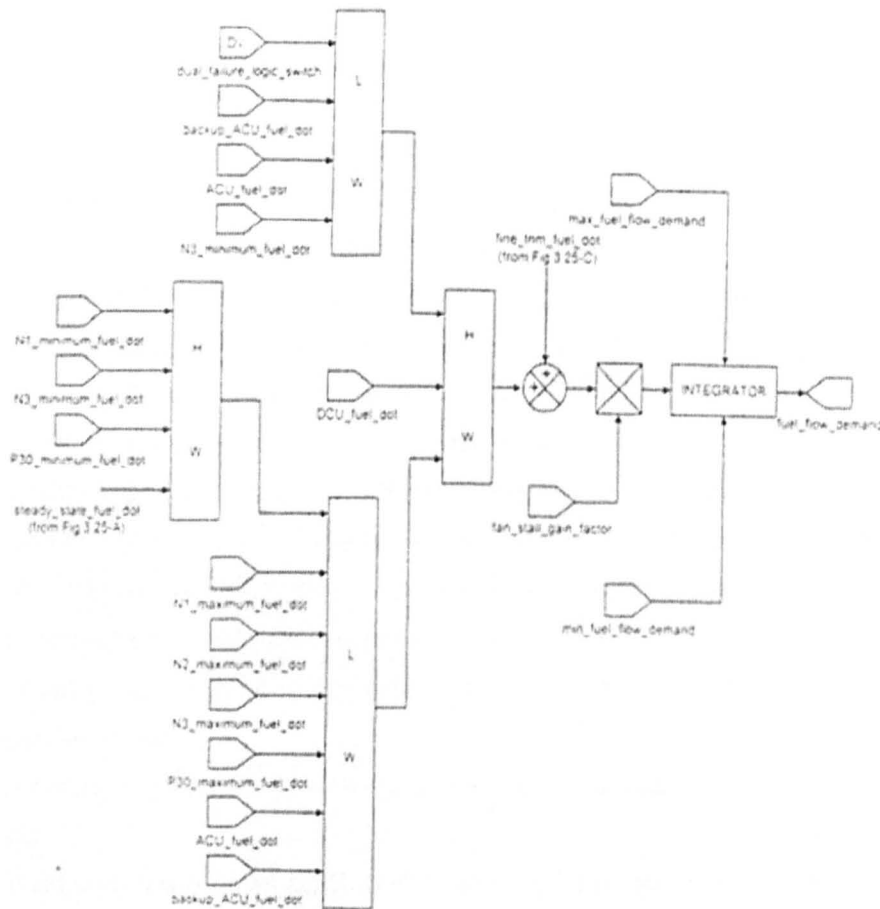 D
L
W
dual_failure_logic_switch
backup_ACU_fuel_dot
ACU_fuel_dot
N3_minimum_fuel_dot
max_fuel_flow_demand
fine_trim_fuel_dot
(from Fig 3.25-C)
H
W
N1_minimum_fuel_dot
N3_minimum_fuel_dot
P30_minimum_fuel_dot
steady_state_fuel_dot
(from Fig 3.25-A)
H
W
DCU_fuel_dot
+
+
INTEGRATOR
fuel_flow_demand
fan_stall_gain_factor
min_fuel_flow_demand
L
W
N1_maximum_fuel_dot
N2_maximum_fuel_dot
N3_maximum_fuel_dot
P30_maximum_fuel_dot
ACU_fuel_dot
backup_ACU_fuel_dot